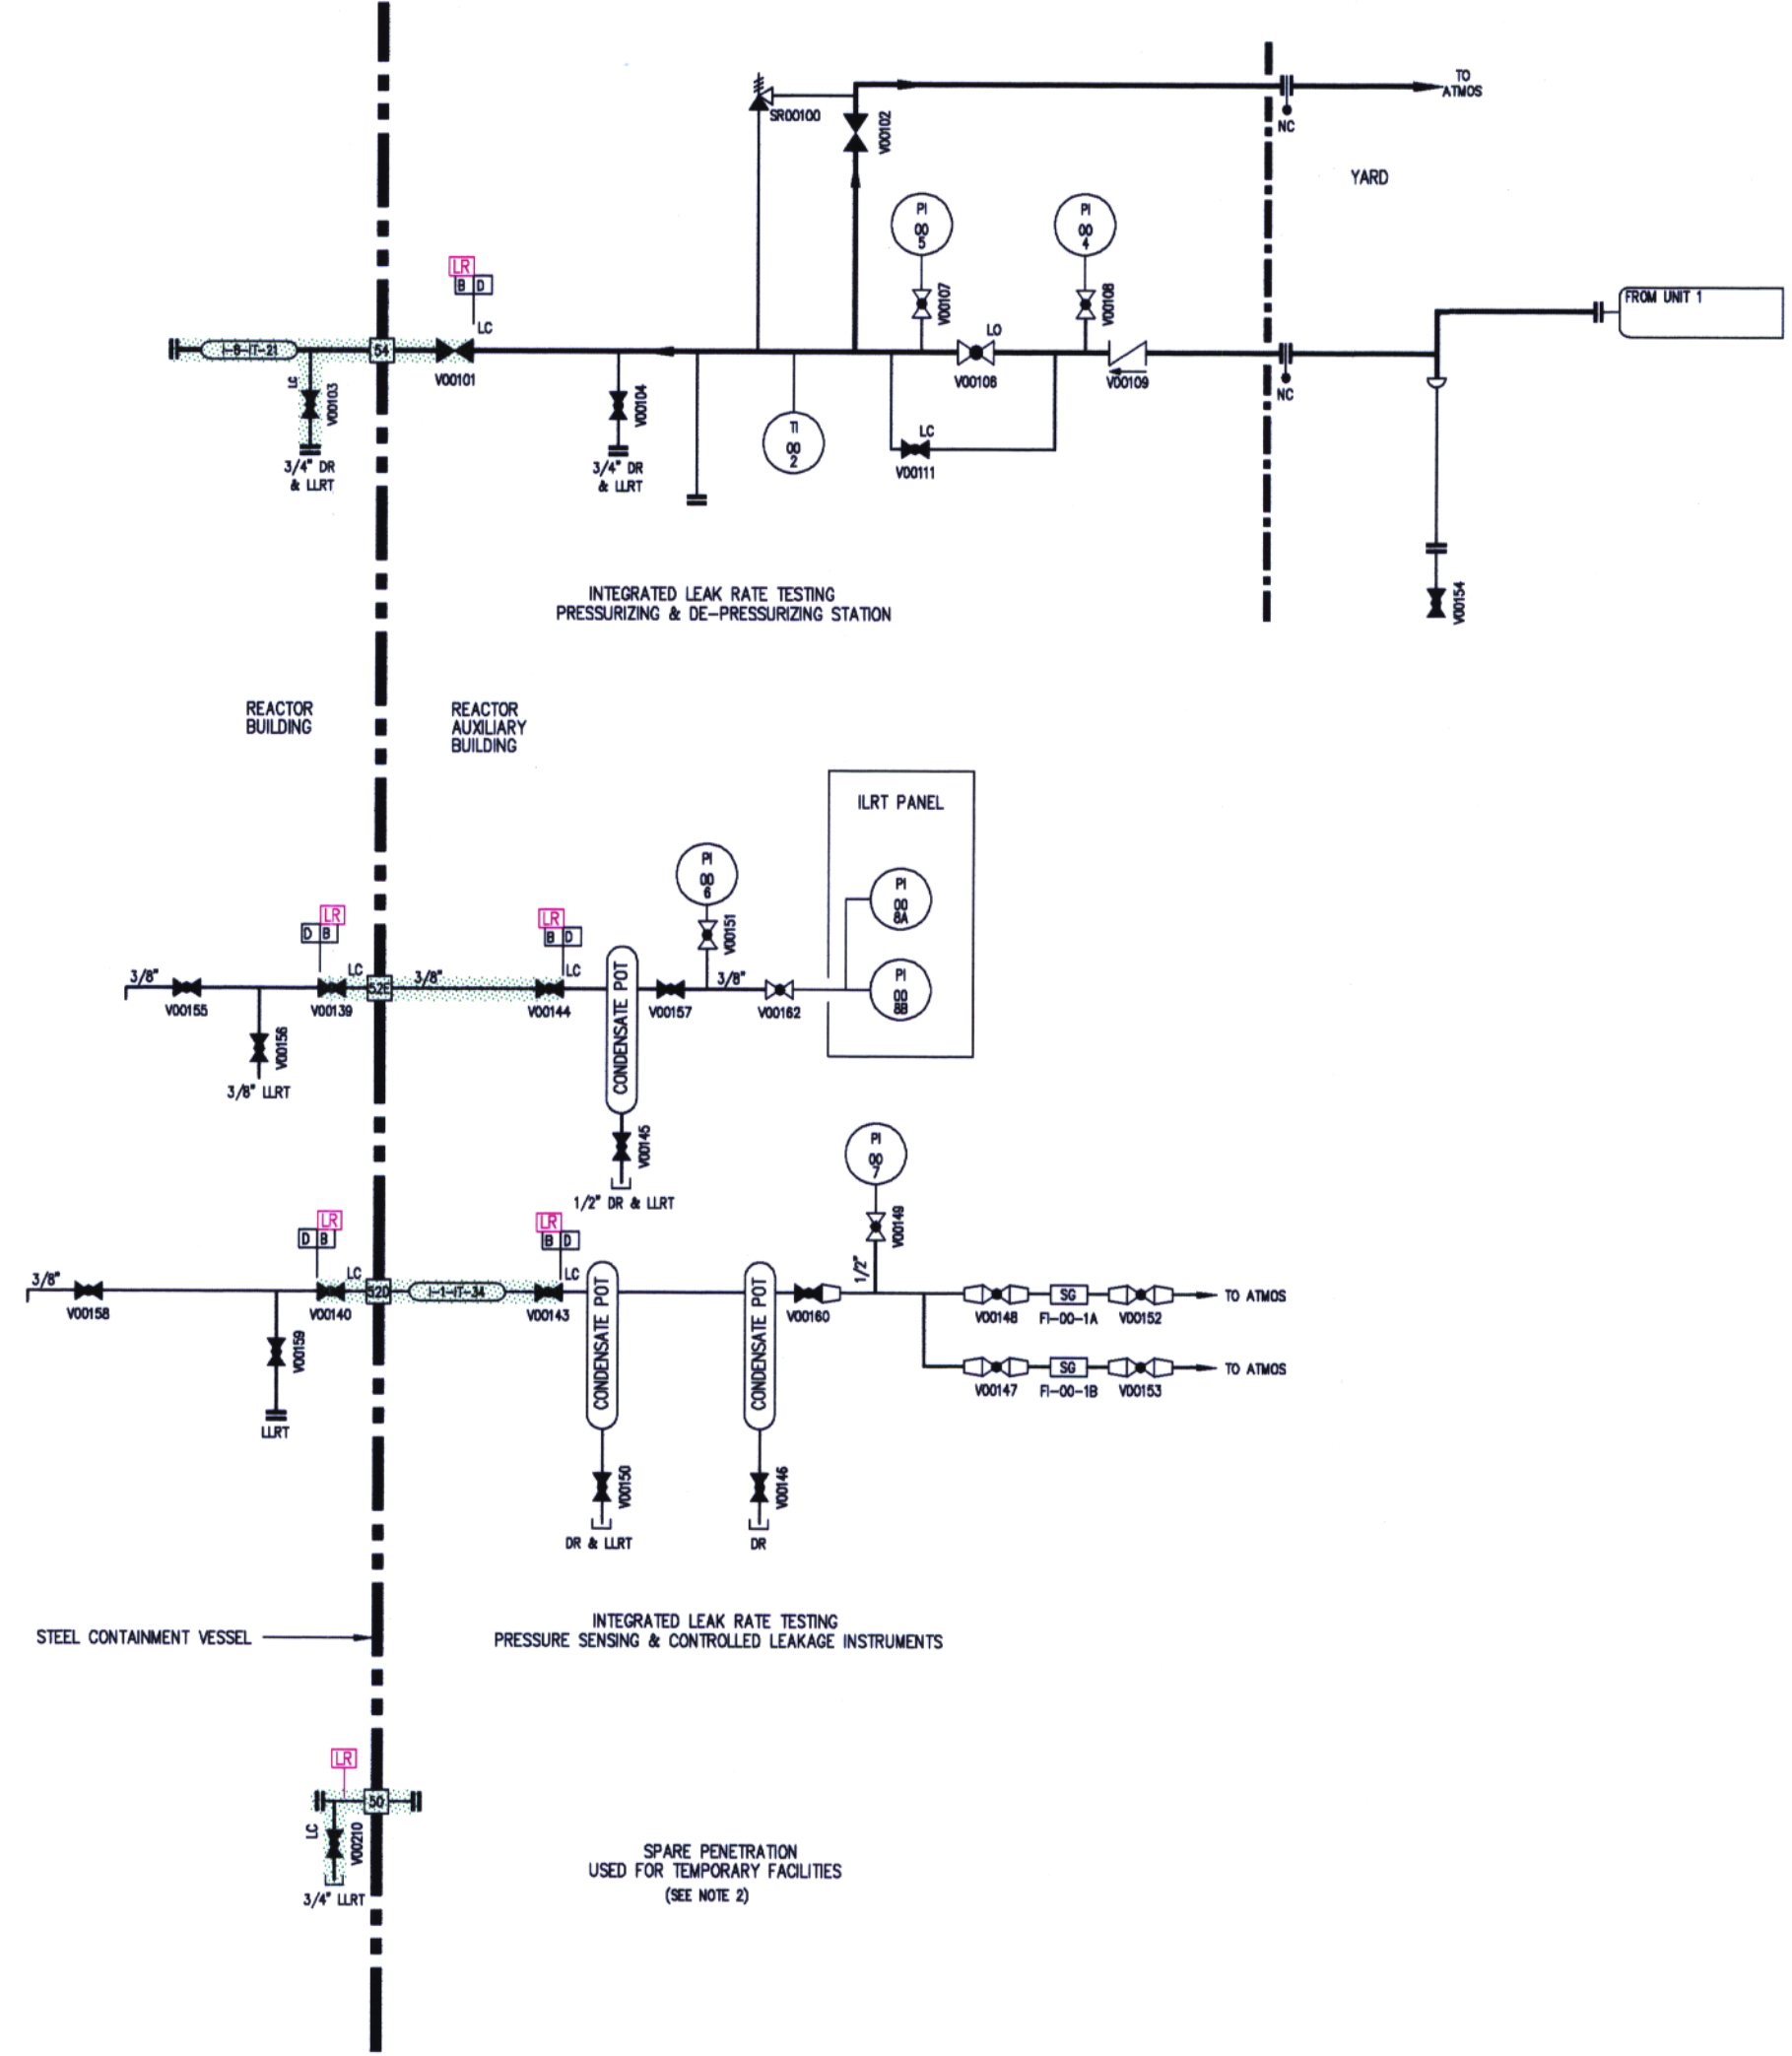 TO
ATMOS
SR00100
V00102
NC
YARD
PI
00
5
PI
00
4
LR
B D
V00107
V00108
FROM UNIT 1
LC
LO
I-8-IT-21
54
V00101
V00106
V00109
NC
LC
V00103
V00104
TI
00
2
LC
V00111
3/4" DR
& LLRT
3/4" DR
& LLRT
V00154
INTEGRATED LEAK RATE TESTING
PRESSURIZING & DE-PRESSURIZING STATION
REACTOR
BUILDING
REACTOR
AUXILIARY
BUILDING
ILRT PANEL
PI
00
6
PI
00
8A
LR
D B
LR
B D
V00151
3/8"
LC
52E
3/8"
LC
CONDENSATE POT
3/8"
PI
00
8B
V00155
V00139
V00144
V00157
V00162
V00156
3/8" LLRT
V00145
1/2" DR & LLRT
PI
00
7
LR
D B
LR
B D
V00149
3/8"
LC
52D
I-1-IT-34
LC
CONDENSATE POT
CONDENSATE POT
1/2"
SG
TO ATMOS
V00158
V00140
V00143
V00160
V00148
FI-00-1A
V00152
V00159
SG
TO ATMOS
V00147
FI-00-1B
V00153
LLRT
V00150
V00146
DR & LLRT
DR
STEEL CONTAINMENT VESSEL
INTEGRATED LEAK RATE TESTING
PRESSURE SENSING & CONTROLLED LEAKAGE INSTRUMENTS
LR
50
LC
V00210
3/4" LLRT
SPARE PENETRATION
USED FOR TEMPORARY FACILITIES
(SEE NOTE 2)